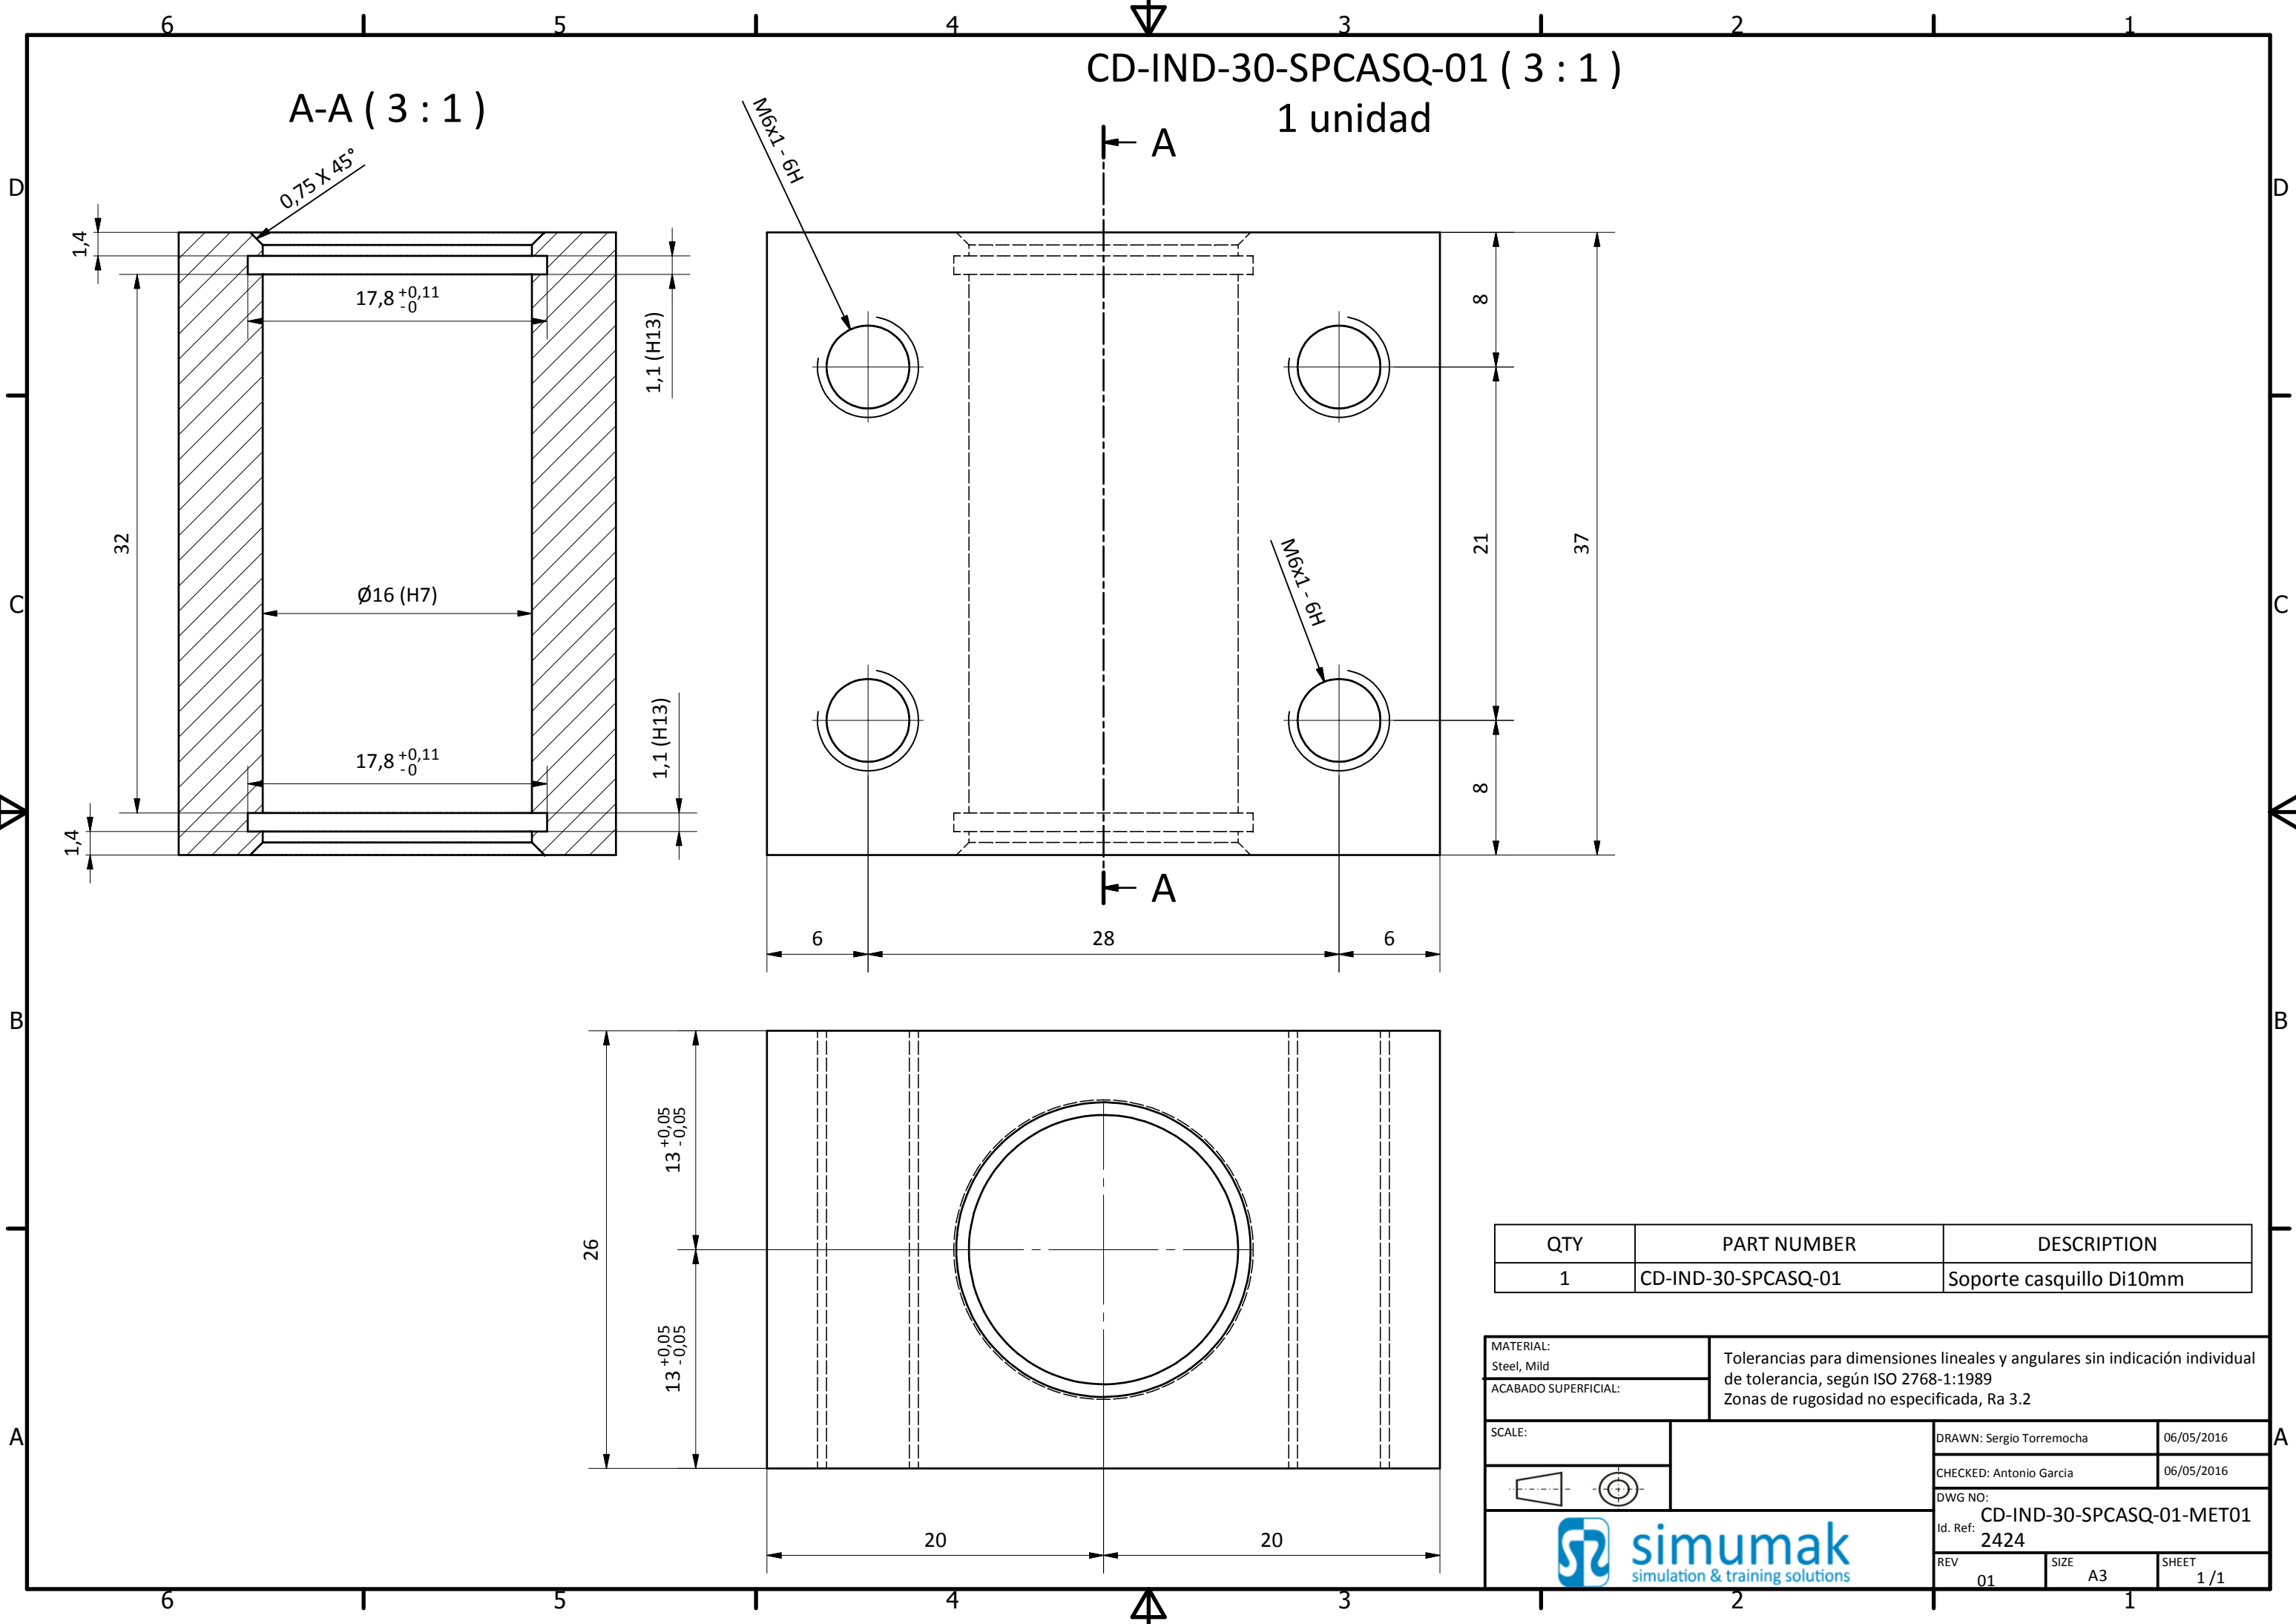 6 5 4 3 2 1
CD-IND-30-SPCASQ-01 ( 3 : 1 )
1 unidad
A-A ( 3 : 1 )
D
D
C
C
B
B
A
A
0,75 X 45°
1,4
17,8 +0,11 -0
1,1 (H13)
32
Ø16 (H7)
17,8 +0,11 -0
1,1 (H13)
1,4
M6x1 - 6H
A
M6x1 - 6H
A
8
21
37
8
6
28
6
26
13 +0,05 -0,05
13 +0,05 -0,05
20
20
QTY PART NUMBER DESCRIPTION
1 CD-IND-30-SPCASQ-01 Soporte casquillo Di10mm
MATERIAL:
Steel, Mild
ACABADO SUPERFICIAL:
Tolerancias para dimensiones lineales y angulares sin indicación individual
de tolerancia, según ISO 2768-1:1989
Zonas de rugosidad no especificada, Ra 3.2
SCALE:
DRAWN: Sergio Torremocha 06/05/2016
CHECKED: Antonio Garcia 06/05/2016
DWG NO:
CD-IND-30-SPCASQ-01-MET01
Id. Ref: 2424
REV 01
SIZE A3
SHEET 1 /1
simumak
simulation & training solutions
6 5 4 3 2 1